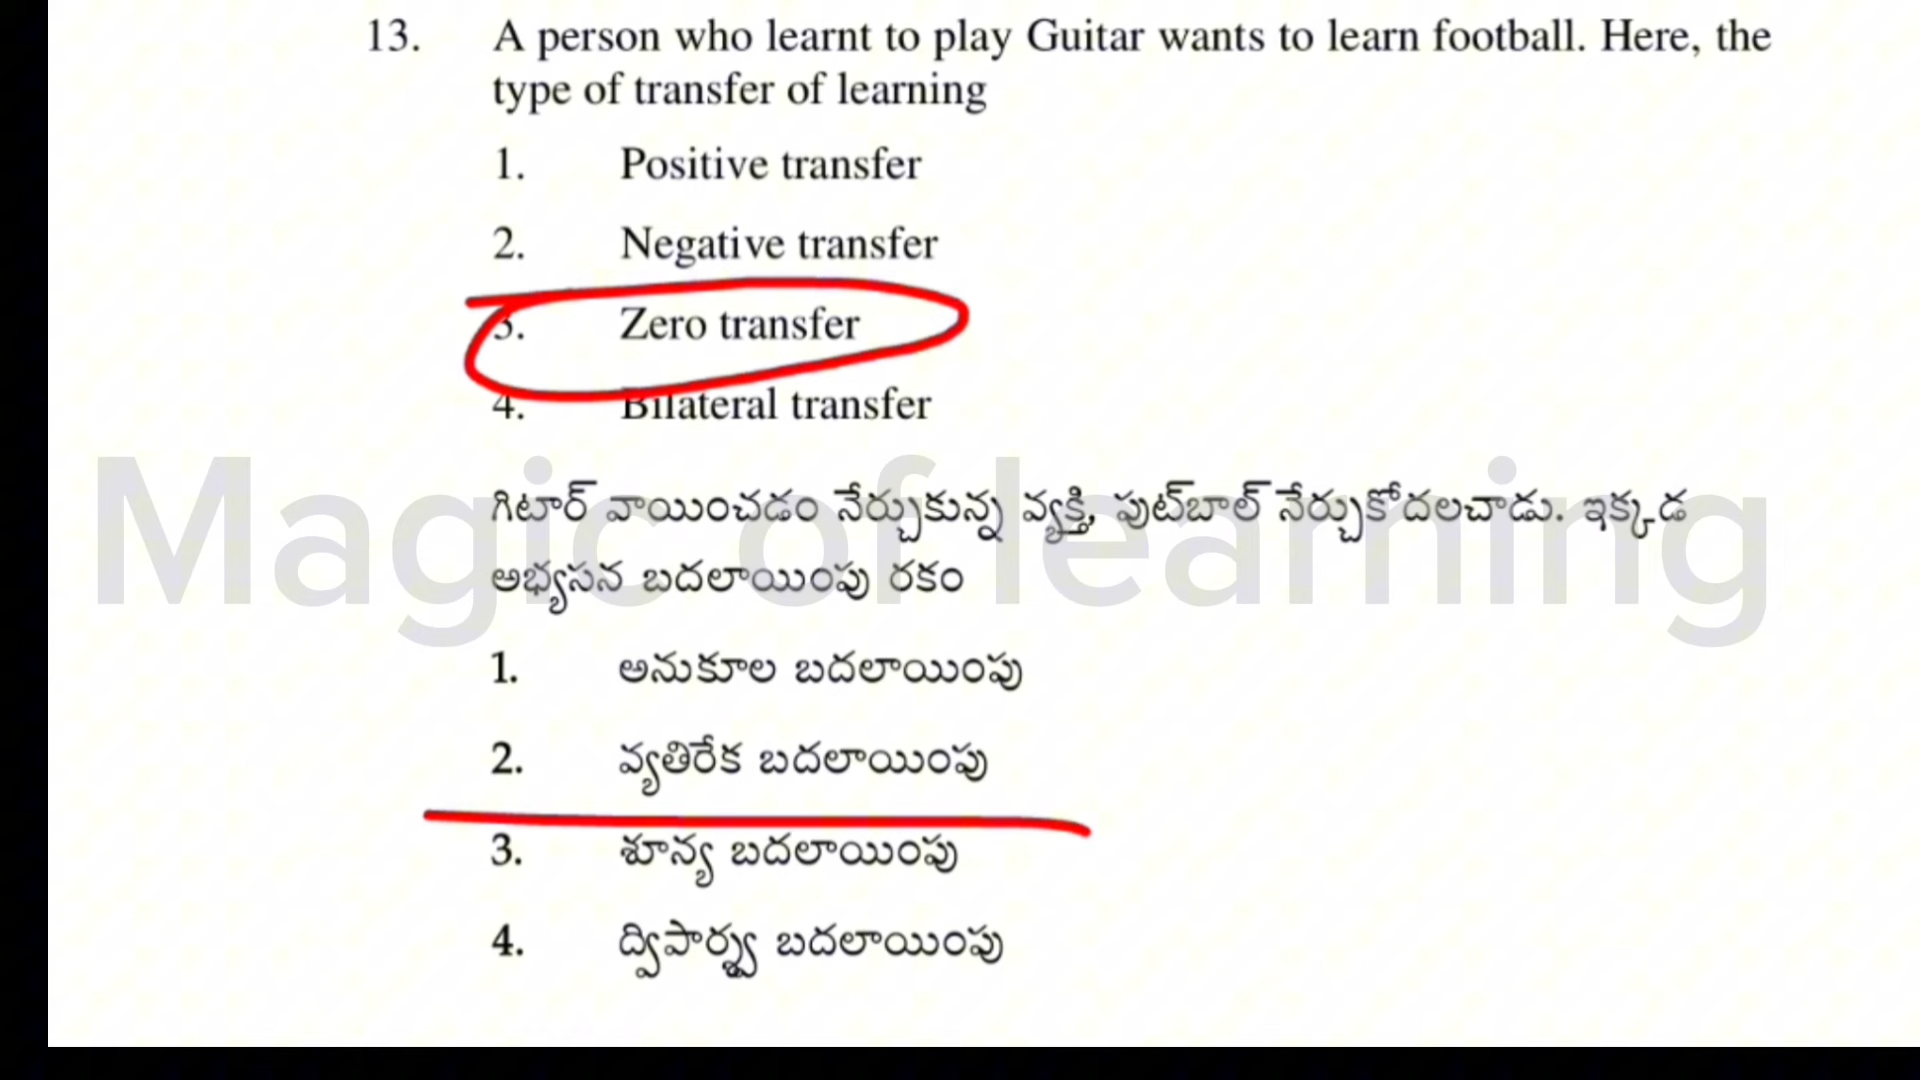 13. A person who learnt to play Guitar wants to learn football. Here, the
type of transfer of learning
1. Positive transfer
2. Negative transfer
3. Zero transfer
4. Bilateral transfer
Magic of learning
గిటార్ వాయించడం నేర్చుకున్న వ్యక్తి, పుట్‌బాల్ నేర్చుకోదలచాడు. ఇక్కడ
అభ్యసన బదలాయింపు రకం
1. అనుకూల బదలాయింపు
2. వ్యతిరేక బదలాయింపు
3. శూన్య బదలాయింపు
4. ద్విపార్శ్వ బదలాయింపు